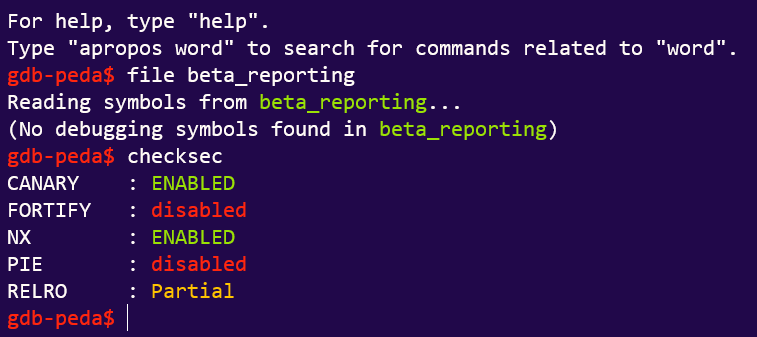 For help, type "help".
Type "apropos word" to search for commands related to "word".
gdb-peda$ file beta_reporting
Reading symbols from beta_reporting...
(No debugging symbols found in beta_reporting)
gdb-peda$ checksec
CANARY    : ENABLED
FORTIFY   : disabled
NX        : ENABLED
PIE       : disabled
RELRO     : Partial
gdb-peda$